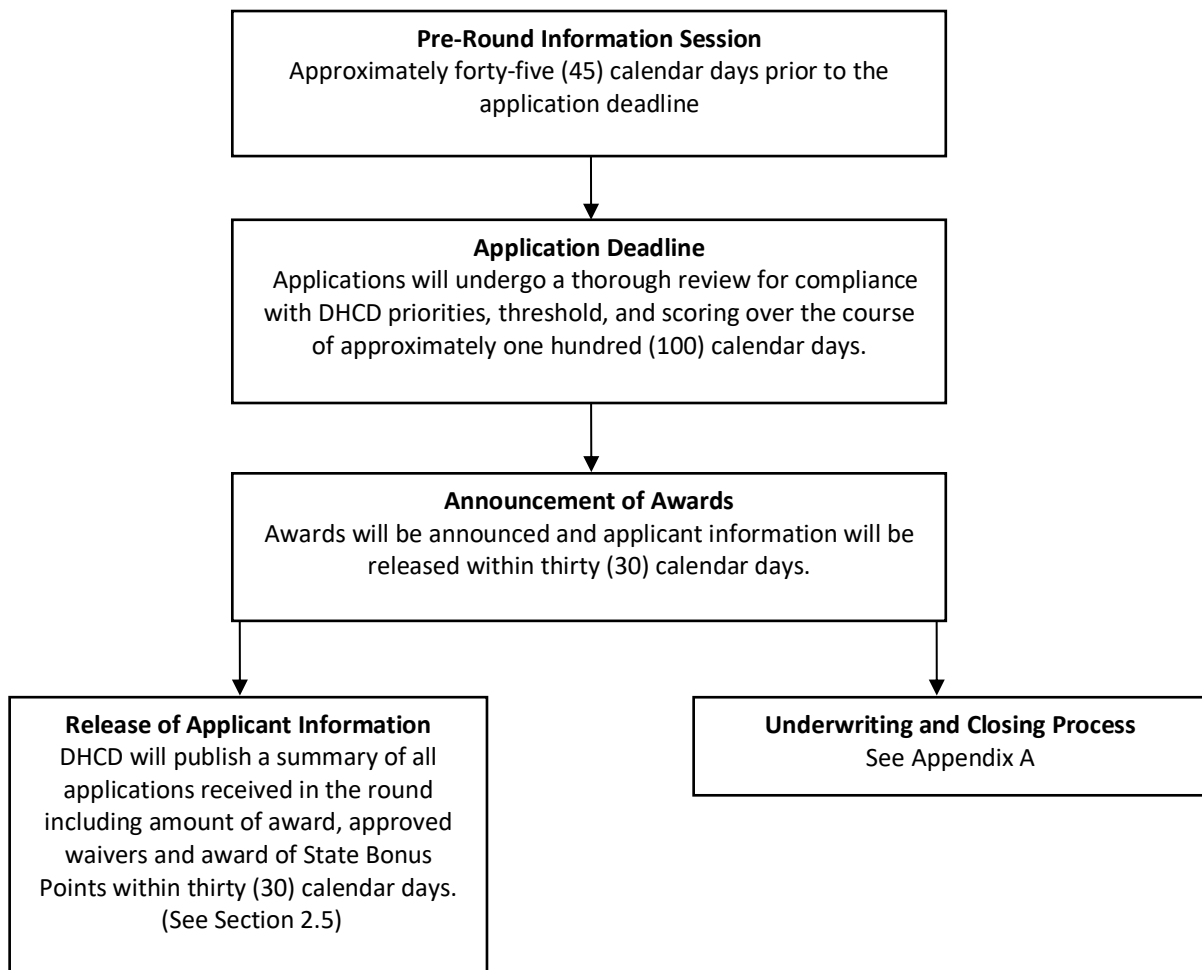 Pre-Round Information Session
Approximately forty-five (45) calendar days prior to the
application deadline
Application Deadline
Applications will undergo a thorough review for compliance
with DHCD priorities, threshold, and scoring over the course
of approximately one hundred (100) calendar days.
Announcement of Awards
Awards will be announced and applicant information will be
released within thirty (30) calendar days.
Release of Applicant Information
DHCD will publish a summary of all
applications received in the round
including amount of award, approved
waivers and award of State Bonus
Points within thirty (30) calendar days.
(See Section 2.5)
Underwriting and Closing Process
See Appendix A